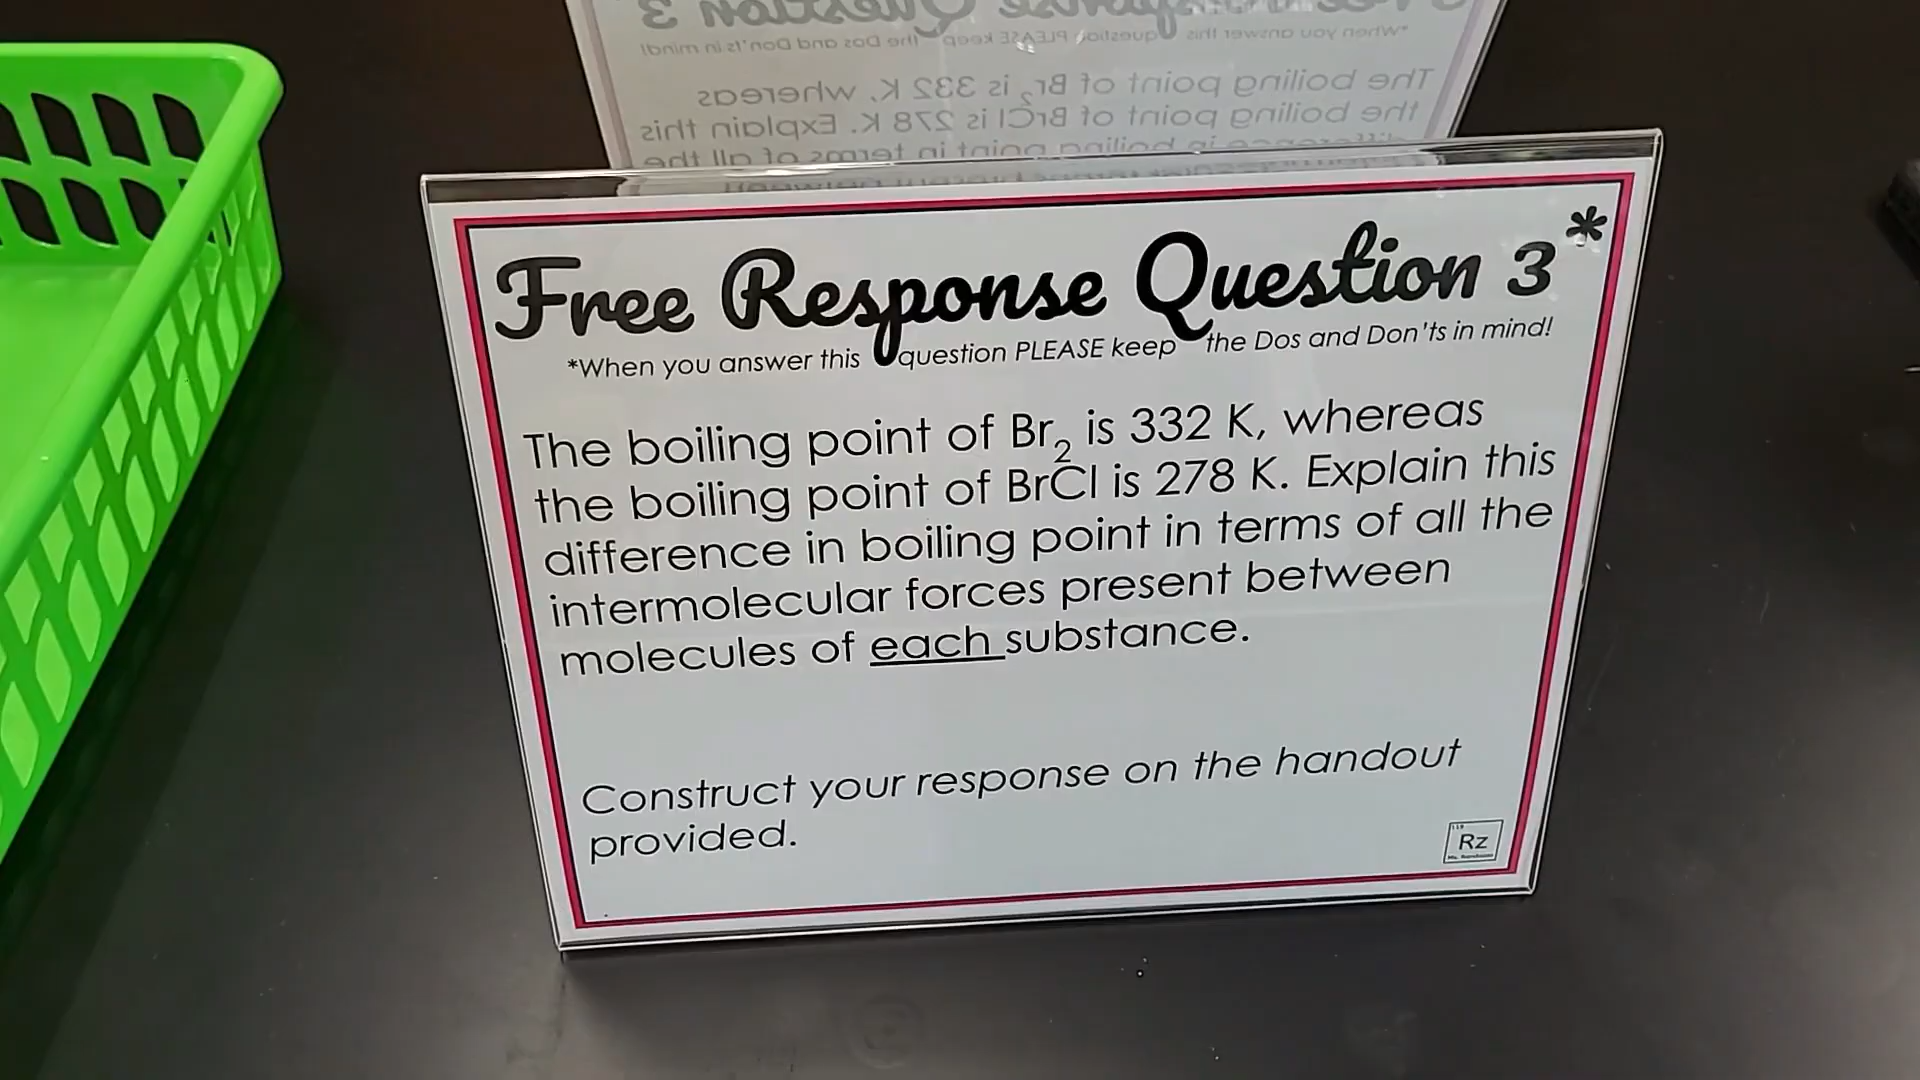 Free Response Question 3*
*When you answer this question PLEASE keep the Dos and Don'ts in mind!
The boiling point of Br₂ is 332 K, whereas
the boiling point of BrCl is 278 K. Explain this
difference in boiling point in terms of all the
intermolecular forces present between
molecules of each substance.
Construct your response on the handout
provided.
Rz